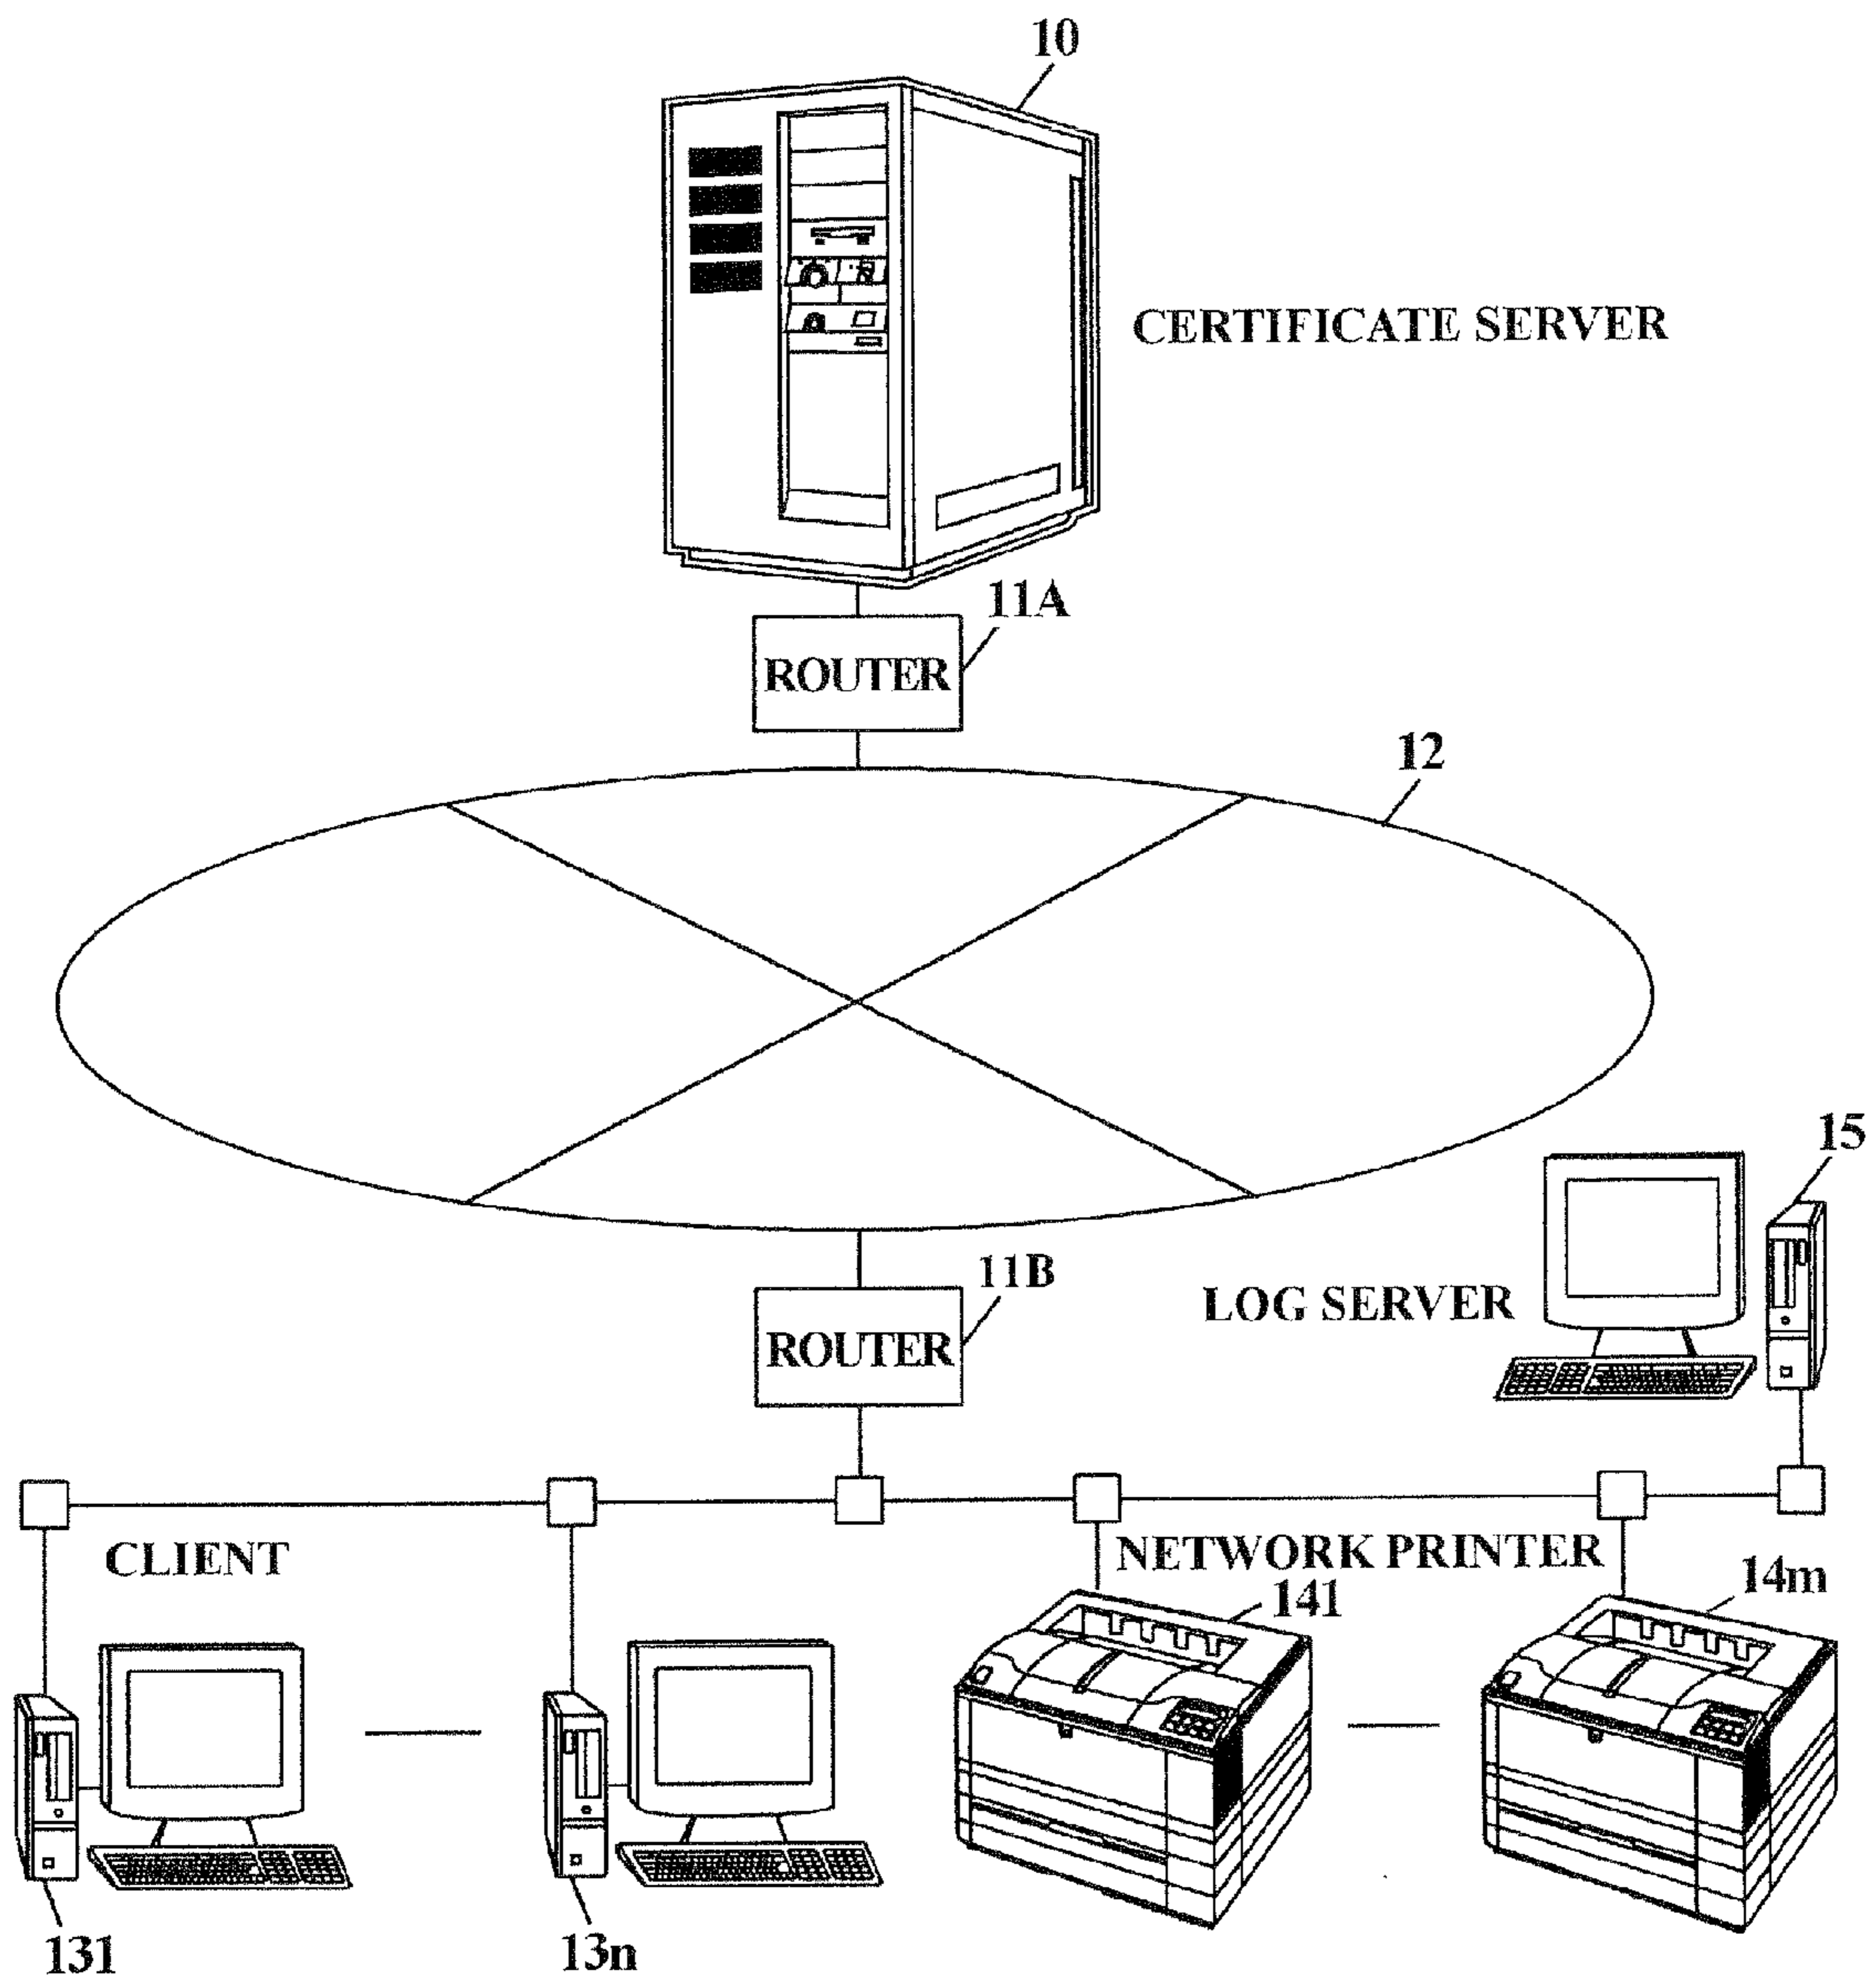 10
CERTIFICATE SERVER
11A
ROUTER
12
15
11B
LOG SERVER
ROUTER
CLIENT
NETWORK PRINTER
141
14m
131
13n